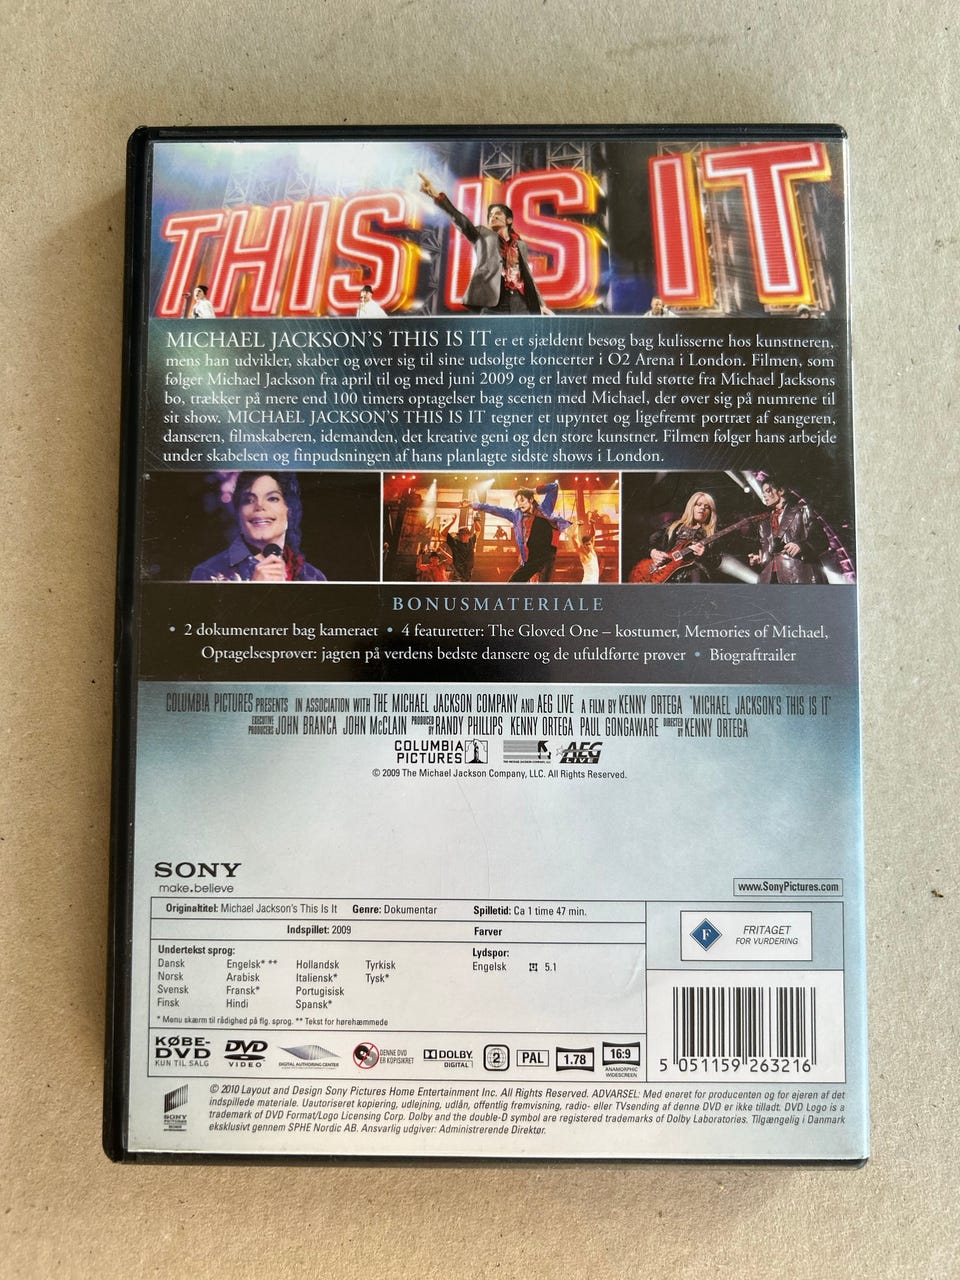 THIS IS IT
MICHAEL JACKSON'S THIS IS IT er et sjældent besøg bag kulisserne hos kunstneren,
mens han udvikler, skaber og øver sig til sine udsolgte koncerter i O2 Arena i London. Filmen, som
følger Michael Jackson fra april til og med juni 2009 og er lavet med fuld støtte fra Michael Jacksons
bo, trækker på mere end 100 timers optagelser bag scenen med Michael, der øver sig på numrene til
sit show. MICHAEL JACKSON'S THIS IS IT tegner et upyntet og ligefremt portræt af sangeren,
danseren, filmskaberen, idemanden, det kreative geni og den store kunstner. Filmen følger hans arbejde
under skabelsen og finpudsningen af hans planlagte sidste shows i London.
BONUSMATERIALE
• 2 dokumentarer bag kameraet • 4 featuretter: The Gloved One – kostumer, Memories of Michael,
Optagelsesprøver: jagten på verdens bedste dansere og de ufuldførte prøver • Biograftrailer
COLUMBIA PICTURES PRESENTS IN ASSOCIATION WITH THE MICHAEL JACKSON COMPANY AND AEG LIVE A FILM BY KENNY ORTEGA "MICHAEL JACKSON'S THIS IS IT"
EXECUTIVE PRODUCERS JOHN BRANCA JOHN McCLAIN PRODUCED BY RANDY PHILLIPS KENNY ORTEGA PAUL GONGAWARE DIRECTED BY KENNY ORTEGA
COLUMBIA PICTURES THE MICHAEL JACKSON COMPANY, LLC AEG LIVE
© 2009 The Michael Jackson Company, LLC. All Rights Reserved.
SONY
make.believe
www.SonyPictures.com
Originaltitel: Michael Jackson's This Is It Genre: Dokumentar Spilletid: Ca 1 time 47 min.
Indspillet: 2009 Farver
F FRITAGET
FOR VURDERING
Undertekst sprog: Lydspor:
Dansk Engelsk* ** Hollandsk Tyrkisk Engelsk 5.1
Norsk Arabisk Italiensk* Tysk*
Svensk Fransk* Portugisisk
Finsk Hindi Spansk*
* Menu skærm til rådighed på flg. sprog. ** Tekst for hørehæmmede
KØBE-
DVD
KUN TIL SALG
DVD
VIDEO
DIGITAL AUTHORING CENTER
DENNE DVD
ER KOPISIKRET
DOLBY
DIGITAL
2
PAL
1.78
16:9
ANAMORPHIC
WIDESCREEN
5 051159 263216
SONY
PICTURES
© 2010 Layout and Design Sony Pictures Home Entertainment Inc. All Rights Reserved. ADVARSEL: Med eneret for producenten og for ejeren af det
indspillede materiale. Uautoriseret kopiering, udlejning, udlån, offentlig fremvisning, radio- eller TVsending af denne DVD er ikke tilladt. DVD Logo is a
trademark of DVD Format/Logo Licensing Corp. Dolby and the double-D symbol are registered trademarks of Dolby Laboratories. Tilgængelig i Danmark
eksklusivt gennem SPHE Nordic AB. Ansvarlig udgiver: Administrerende Direktør.